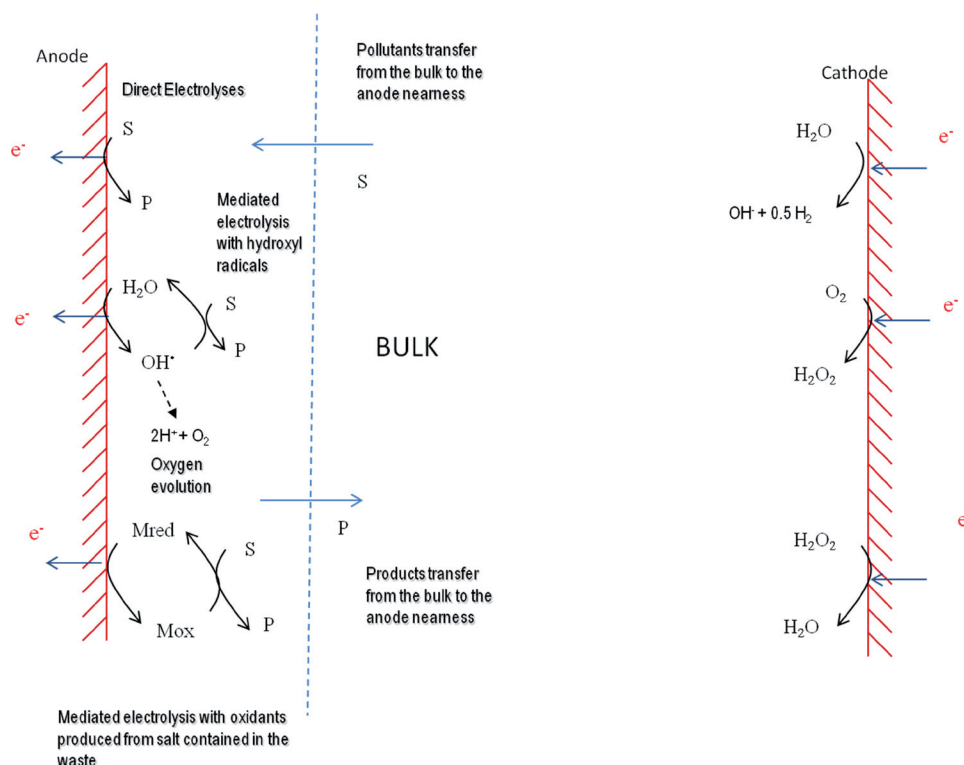 Anode
Direct Electrolyses
S
e⁻
P
Mediated
electrolysis
with hydroxyl
radicals
H₂O
S
e⁻
P
OH•
2H⁺ + O₂
Oxygen
evolution
Mred
S
e⁻
Mox
P
Mediated electrolysis with oxidants
produced from salt contained in the
waste
Pollutants transfer
from the bulk to the
anode nearness
S
BULK
P
Products transfer
from the bulk to the
anode nearness
Cathode
H₂O
e⁻
OH⁻ + 0.5 H₂
O₂
e⁻
H₂O₂
e
H₂O₂
H₂O